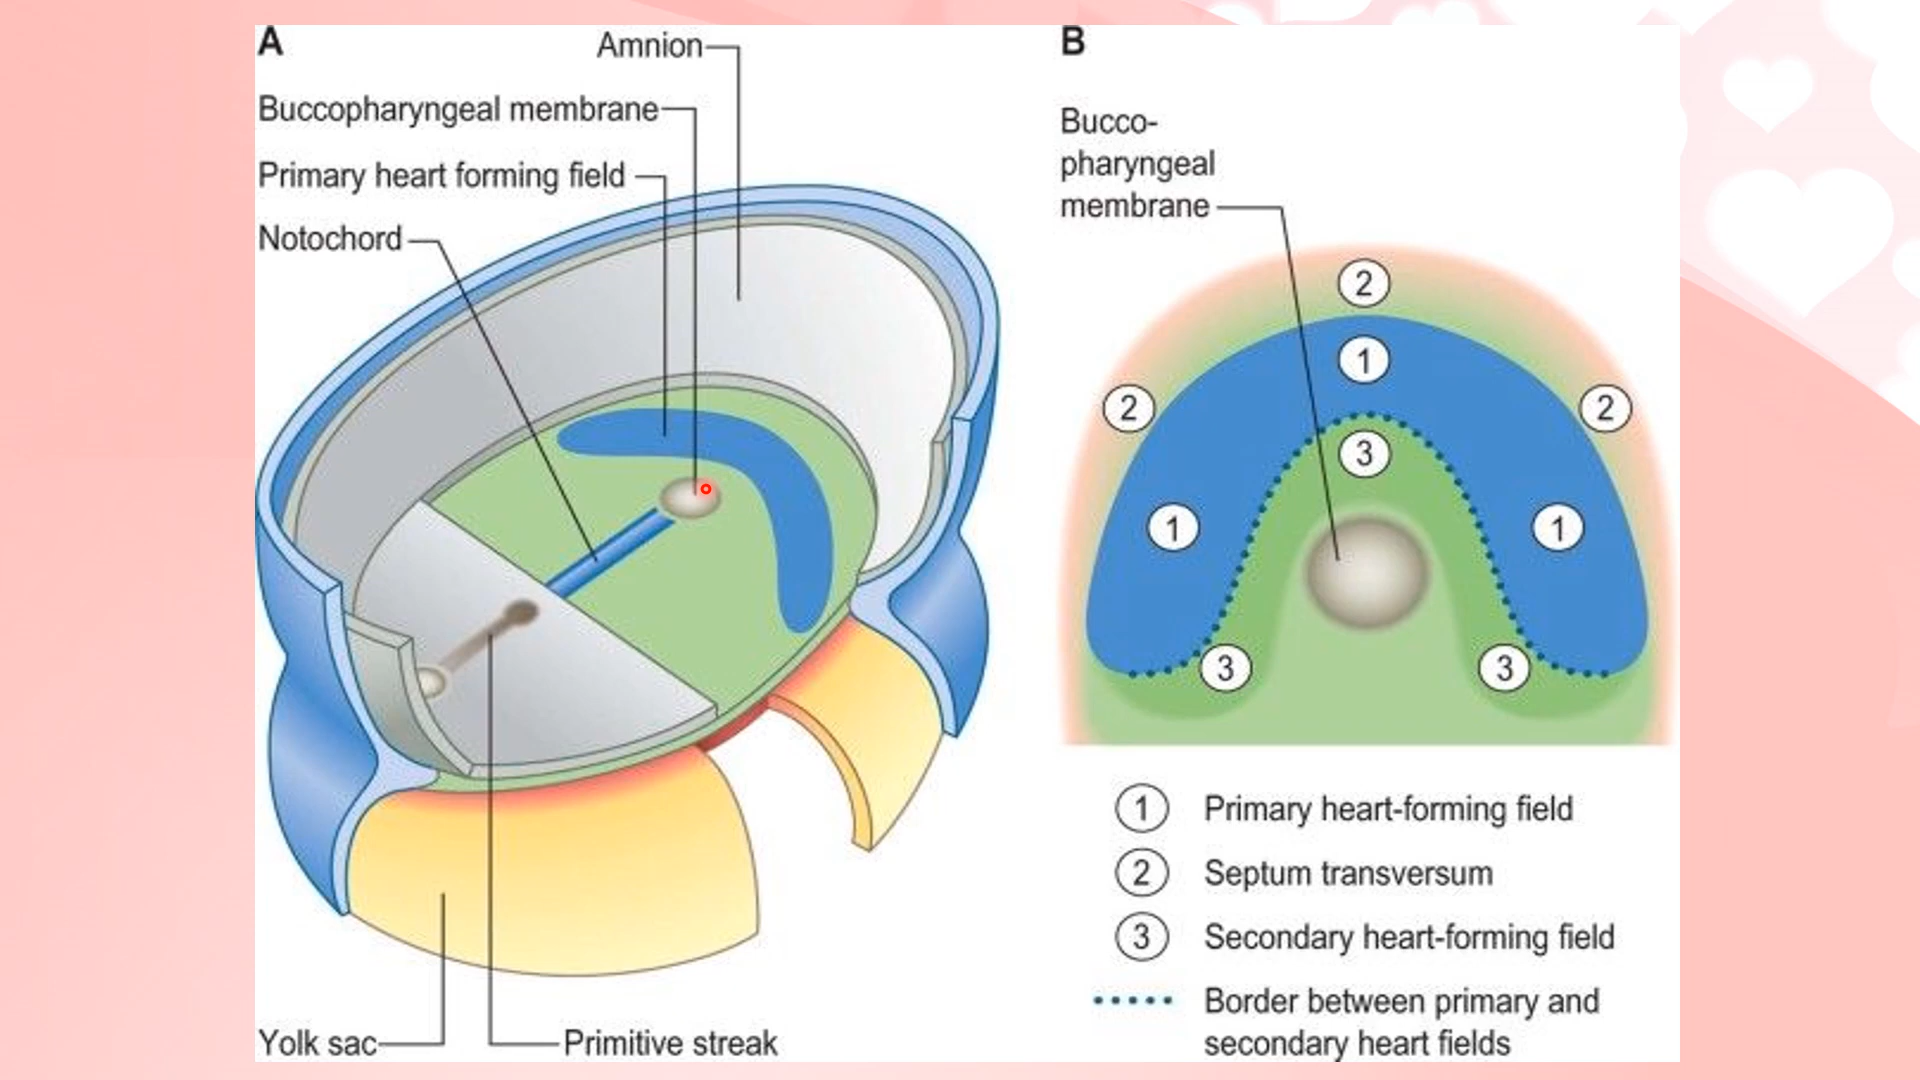 A
Amnion
Buccopharyngeal membrane
Primary heart forming field
Notochord
Yolk sac
Primitive streak
B
Bucco-
pharyngeal
membrane
2
1
2
2
3
1
1
3
3
1 Primary heart-forming field
2 Septum transversum
3 Secondary heart-forming field
Border between primary and
secondary heart fields